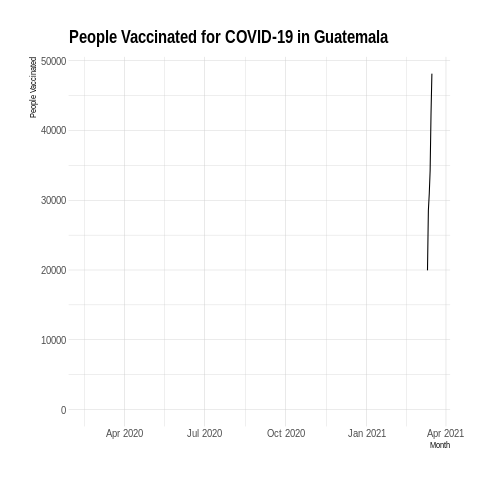 People Vaccinated for COVID-19 in Guatemala
People Vaccinated
50000
40000
30000
20000
10000
0
Apr 2020 Jul 2020 Oct 2020 Jan 2021 Apr 2021
Month